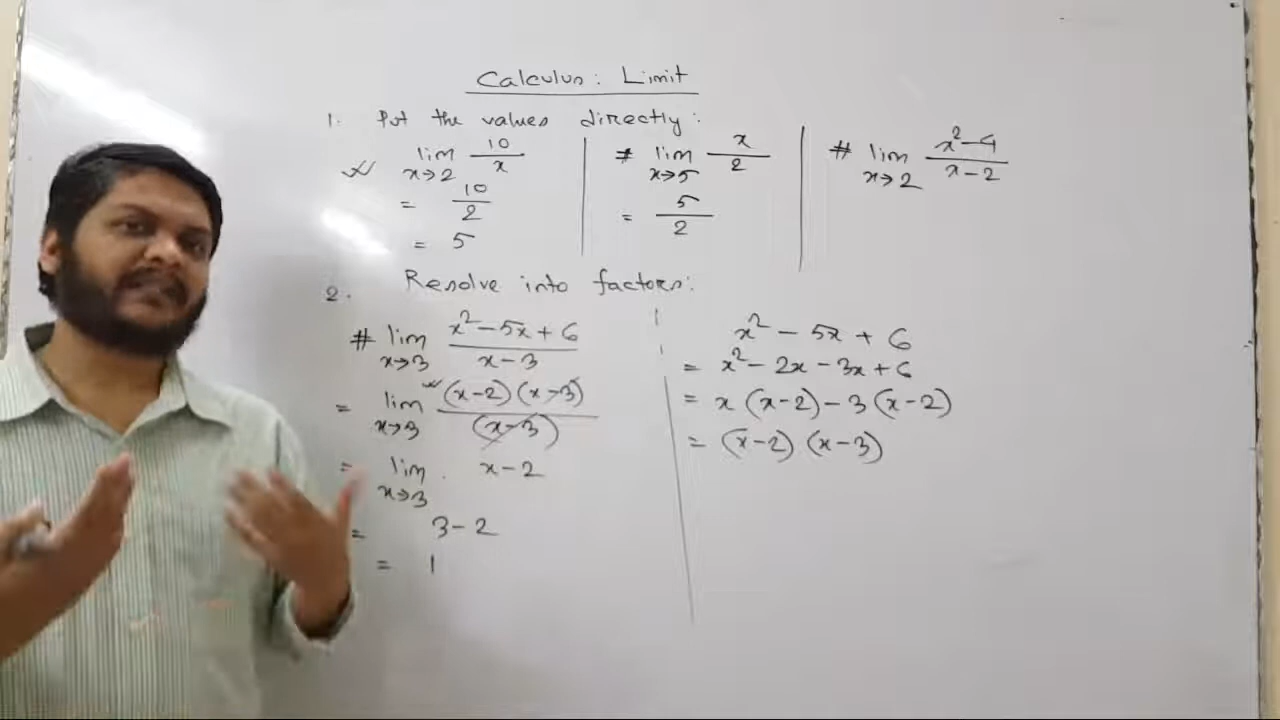 Calculus: Limit
1. Put the values directly:
lim x→2 10/x
= 10/2
= 5
# lim x→5 x/2
= 5/2
# lim x→2 x²-4/x-2
2. Resolve into factors:
# lim x→3 x²-5x+6/x-3
= lim x→3 (x-2)(x-3)/(x-3)
= lim x→3 x-2
= 3-2
= 1
x² - 5x + 6
= x² - 2x - 3x + 6
= x (x-2) - 3 (x-2)
= (x-2) (x-3)